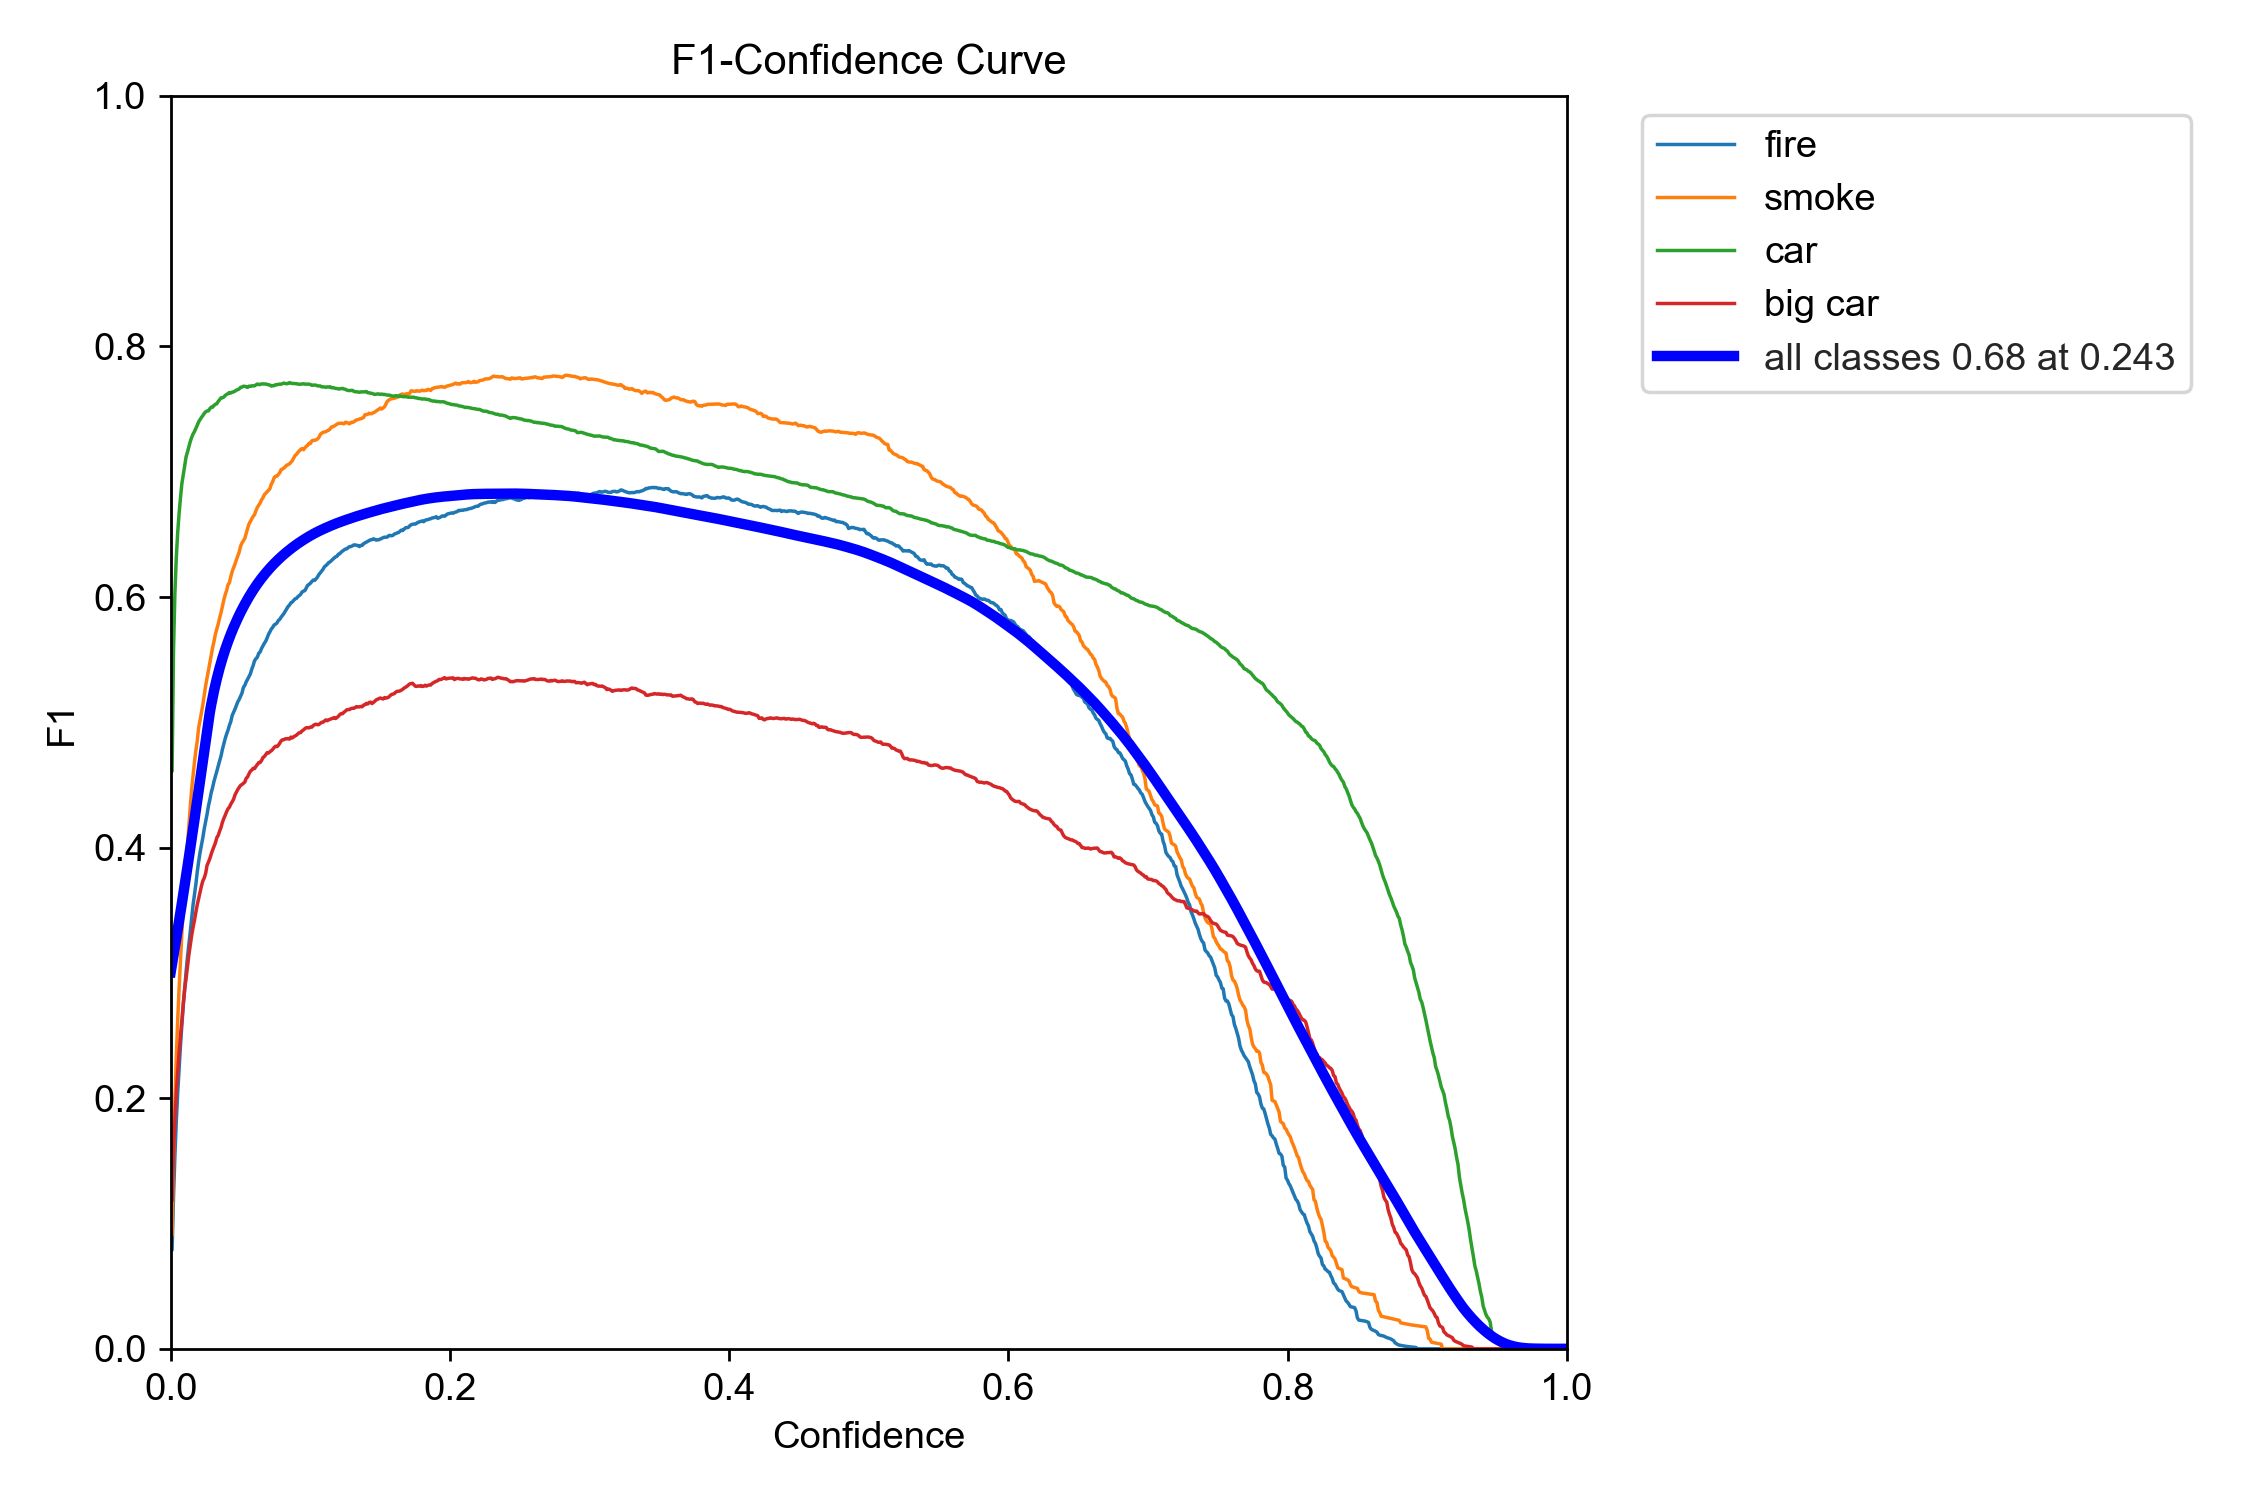 F1-Confidence Curve
1.0
0.8
0.6
0.4
0.2
0.0
F1
0.0 0.2 0.4 0.6 0.8 1.0
Confidence
fire
smoke
car
big car
all classes 0.68 at 0.243